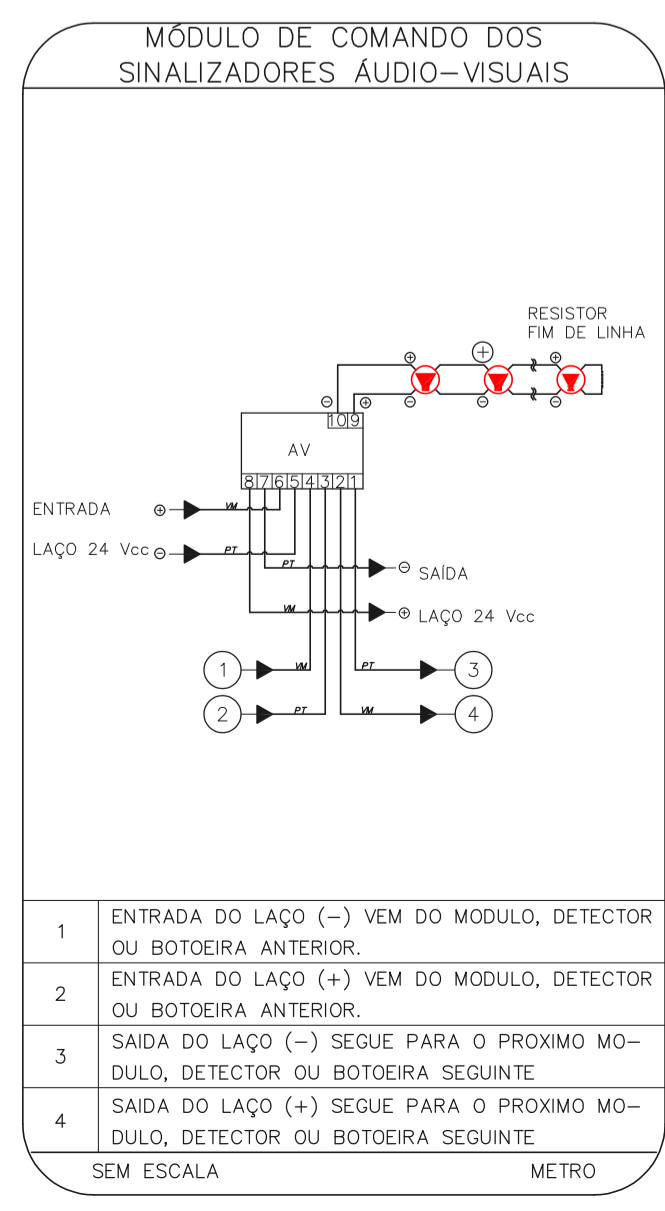 MÓDULO DE COMANDO DOS
SINALIZADORES ÁUDIO-VISUAIS
RESISTOR
FIM DE LINHA
+
+
+
-
-
-
-
+
10 9
AV
8 7 6 5 4 3 2 1
ENTRADA
+
VM
LAÇO 24 Vcc
-
PT
PT
-
SAÍDA
VM
+
LAÇO 24 Vcc
1
VM
PT
3
2
PT
VM
4
1
ENTRADA DO LAÇO (-) VEM DO MODULO, DETECTOR
OU BOTOEIRA ANTERIOR.
2
ENTRADA DO LAÇO (+) VEM DO MODULO, DETECTOR
OU BOTOEIRA ANTERIOR.
3
SAIDA DO LAÇO (-) SEGUE PARA O PROXIMO MO-
DULO, DETECTOR OU BOTOEIRA SEGUINTE
4
SAIDA DO LAÇO (+) SEGUE PARA O PROXIMO MO-
DULO, DETECTOR OU BOTOEIRA SEGUINTE
SEM ESCALA
METRO